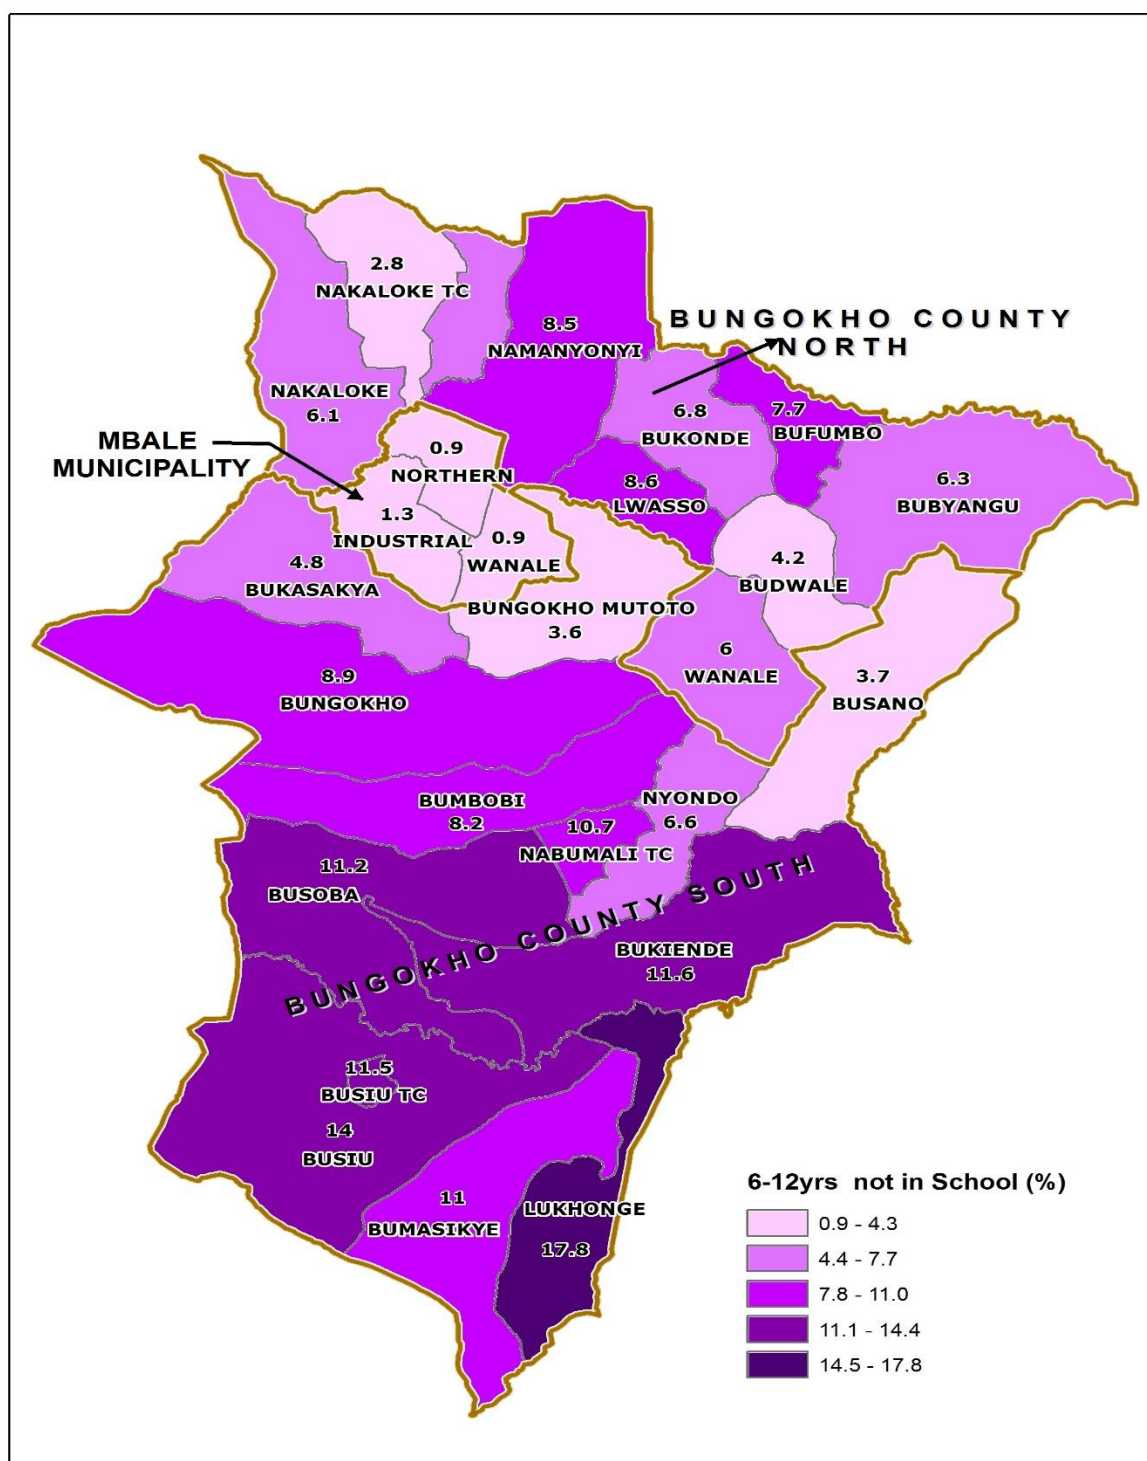 2.8
NAKALOKE TC
8.5
NAMANYONYI
BUNGOKHO COUNTY
NORTH
NAKALOKE
6.1
6.8
BUKONDE
7.7
BUFUMBO
MBALE
MUNICIPALITY
0.9
NORTHERN
8.6
LWASSO
6.3
BUBYANGU
1.3
INDUSTRIAL
0.9
WANALE
4.2
BUDWALE
4.8
BUKASAKYA
BUNGOKHO MUTOTO
3.6
6
WANALE
3.7
BUSANO
8.9
BUNGOKHO
BUMBOBI
8.2
NYONDO
6.6
10.7
NABUMALI TC
11.2
BUSOBA
BUNGOKHO COUNTY SOUTH
BUKIENDE
11.6
11.5
BUSIU TC
14
BUSIU
11
BUMASIKYE
LUKHONGE
17.8
6-12yrs not in School (%)
0.9 - 4.3
4.4 - 7.7
7.8 - 11.0
11.1 - 14.4
14.5 - 17.8